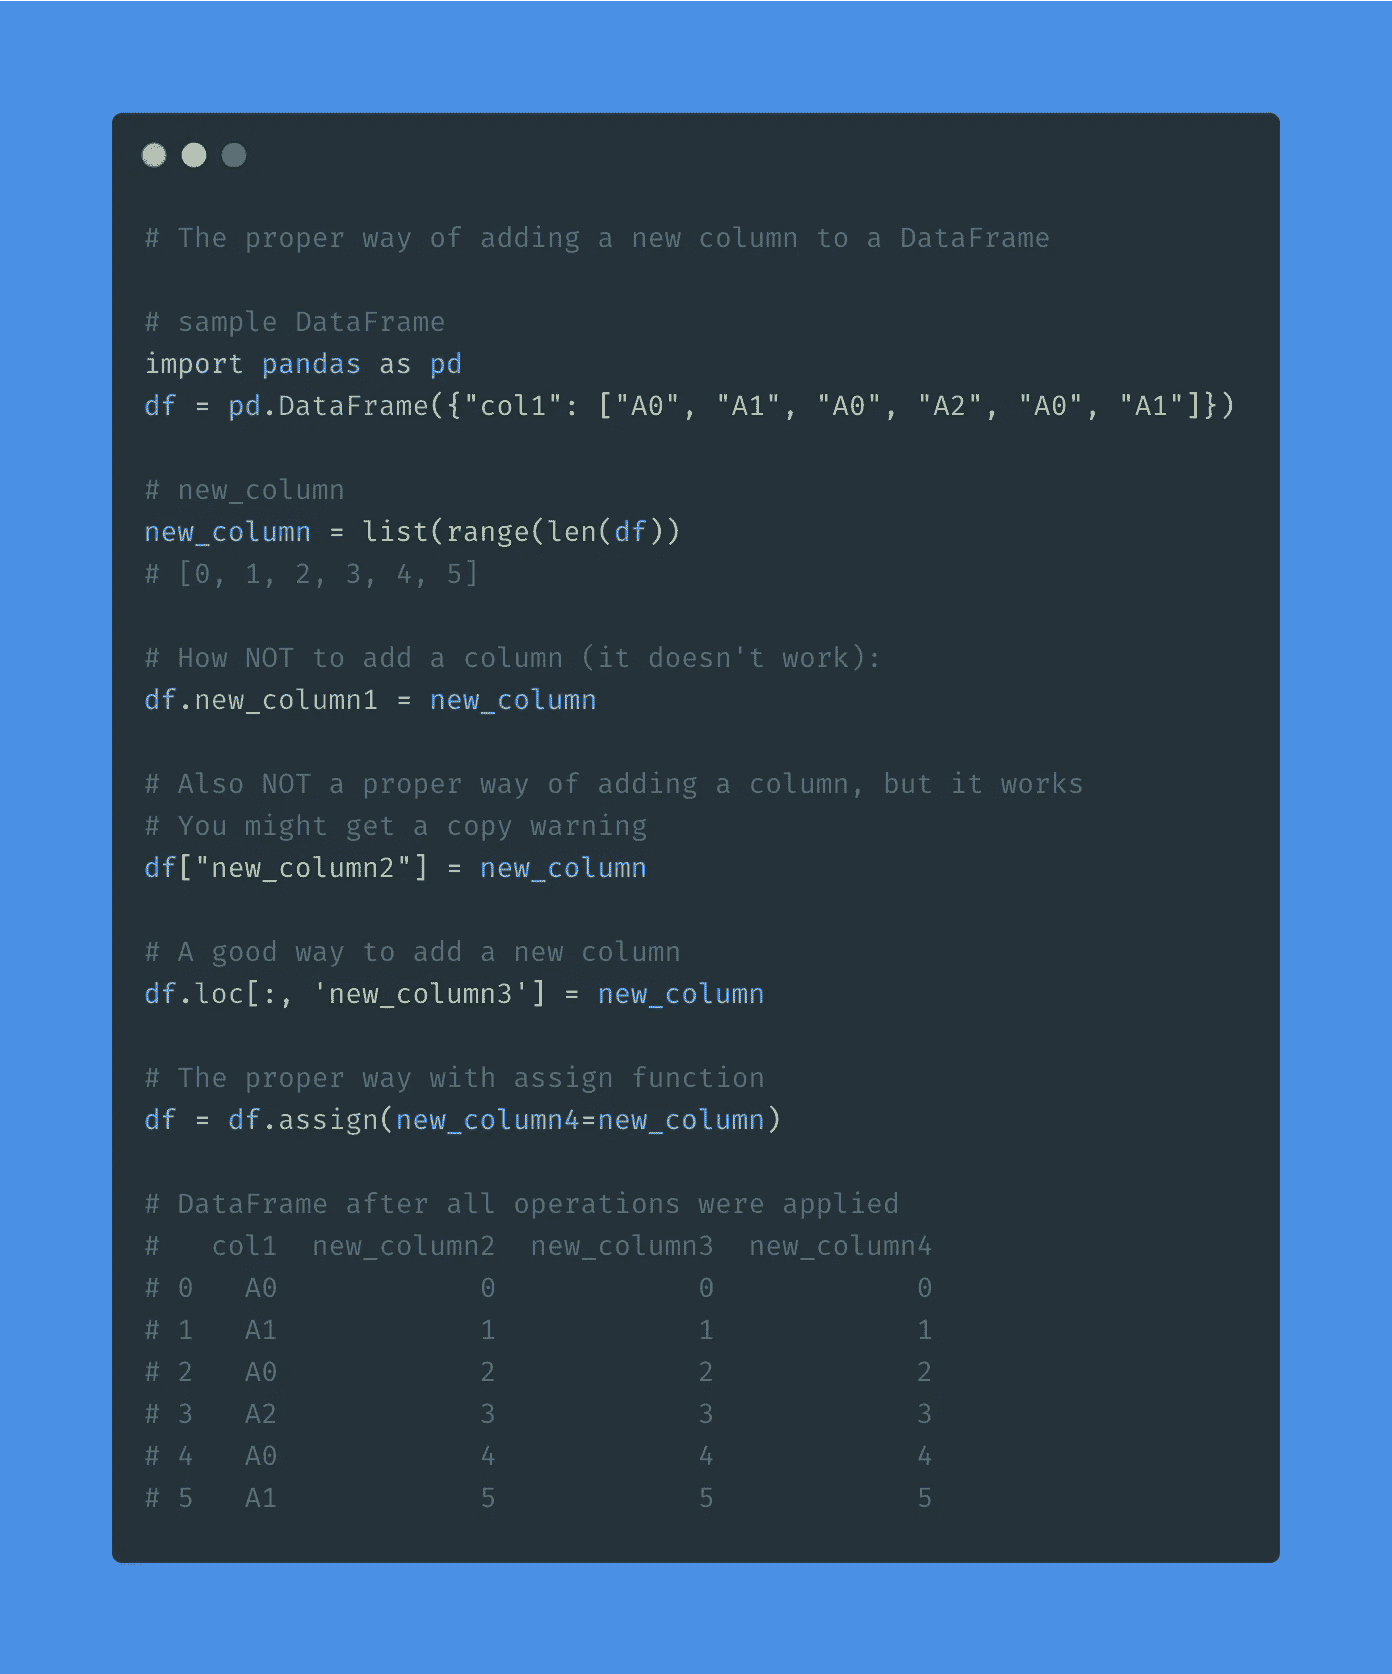 # The proper way of adding a new column to a DataFrame
# sample DataFrame
import pandas as pd
df = pd.DataFrame({"col1": ["A0", "A1", "A0", "A2", "A0", "A1"]})
# new_column
new_column = list(range(len(df))
# [0, 1, 2, 3, 4, 5]
# How NOT to add a column (it doesn't work):
df.new_column1 = new_column
# Also NOT a proper way of adding a column, but it works
# You might get a copy warning
df["new_column2"] = new_column
# A good way to add a new column
df.loc[:, 'new_column3'] = new_column
# The proper way with assign function
df = df.assign(new_column4=new_column)
# DataFrame after all operations were applied
#   col1  new_column2  new_column3  new_column4
# 0   A0            0            0            0
# 1   A1            1            1            1
# 2   A0            2            2            2
# 3   A2            3            3            3
# 4   A0            4            4            4
# 5   A1            5            5            5